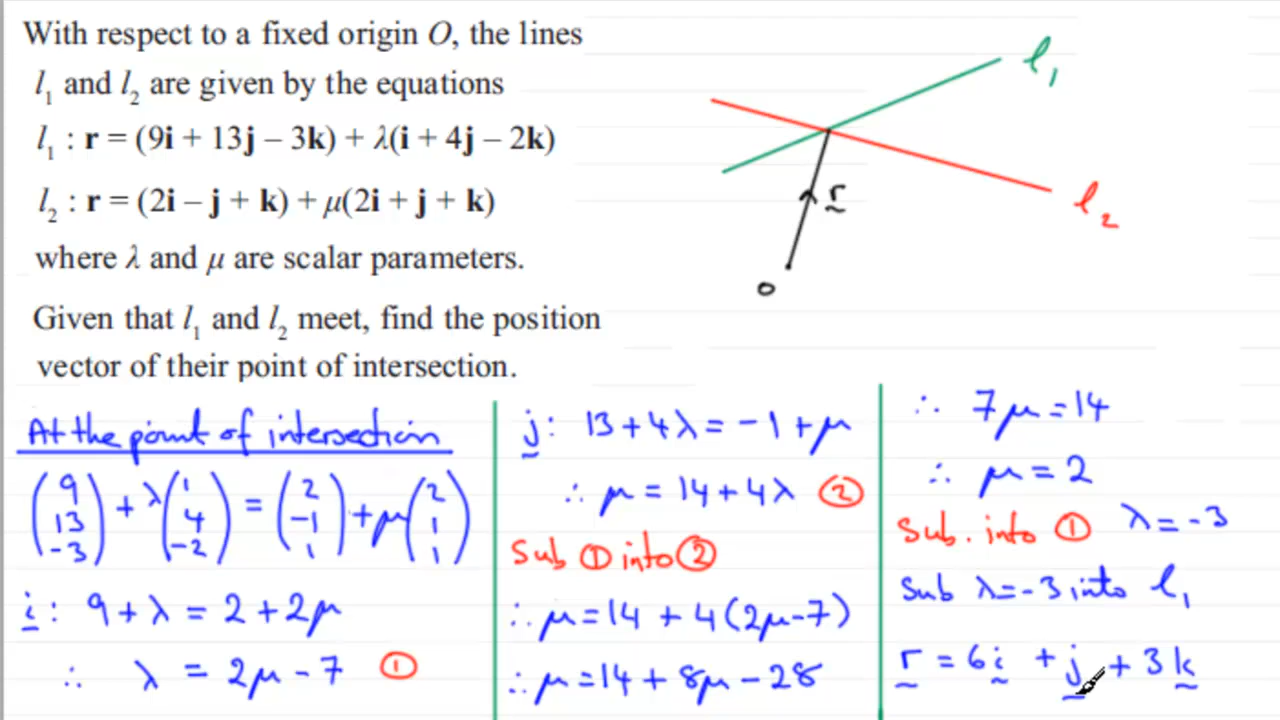 With respect to a fixed origin O, the lines
l₁ and l₂ are given by the equations
l₁ : r = (9i + 13j – 3k) + λ(i + 4j – 2k)
l₂ : r = (2i – j + k) + μ(2i + j + k)
where λ and μ are scalar parameters.
Given that l₁ and l₂ meet, find the position
vector of their point of intersection.
l₁
l₂
r
O
At the point of intersection
(9 13 -3) + λ(1 4 -2) = (2 -1 1) + μ(2 1 1)
i: 9 + λ = 2 + 2μ
∴ λ = 2μ - 7 ①
j: 13 + 4λ = -1 + μ
∴ μ = 14 + 4λ ②
Sub ① into ②
∴ μ = 14 + 4(2μ-7)
∴ μ = 14 + 8μ - 28
∴ 7μ = 14
∴ μ = 2
Sub. into ① λ = -3
Sub λ = -3 into l₁
r = 6i + j + 3k